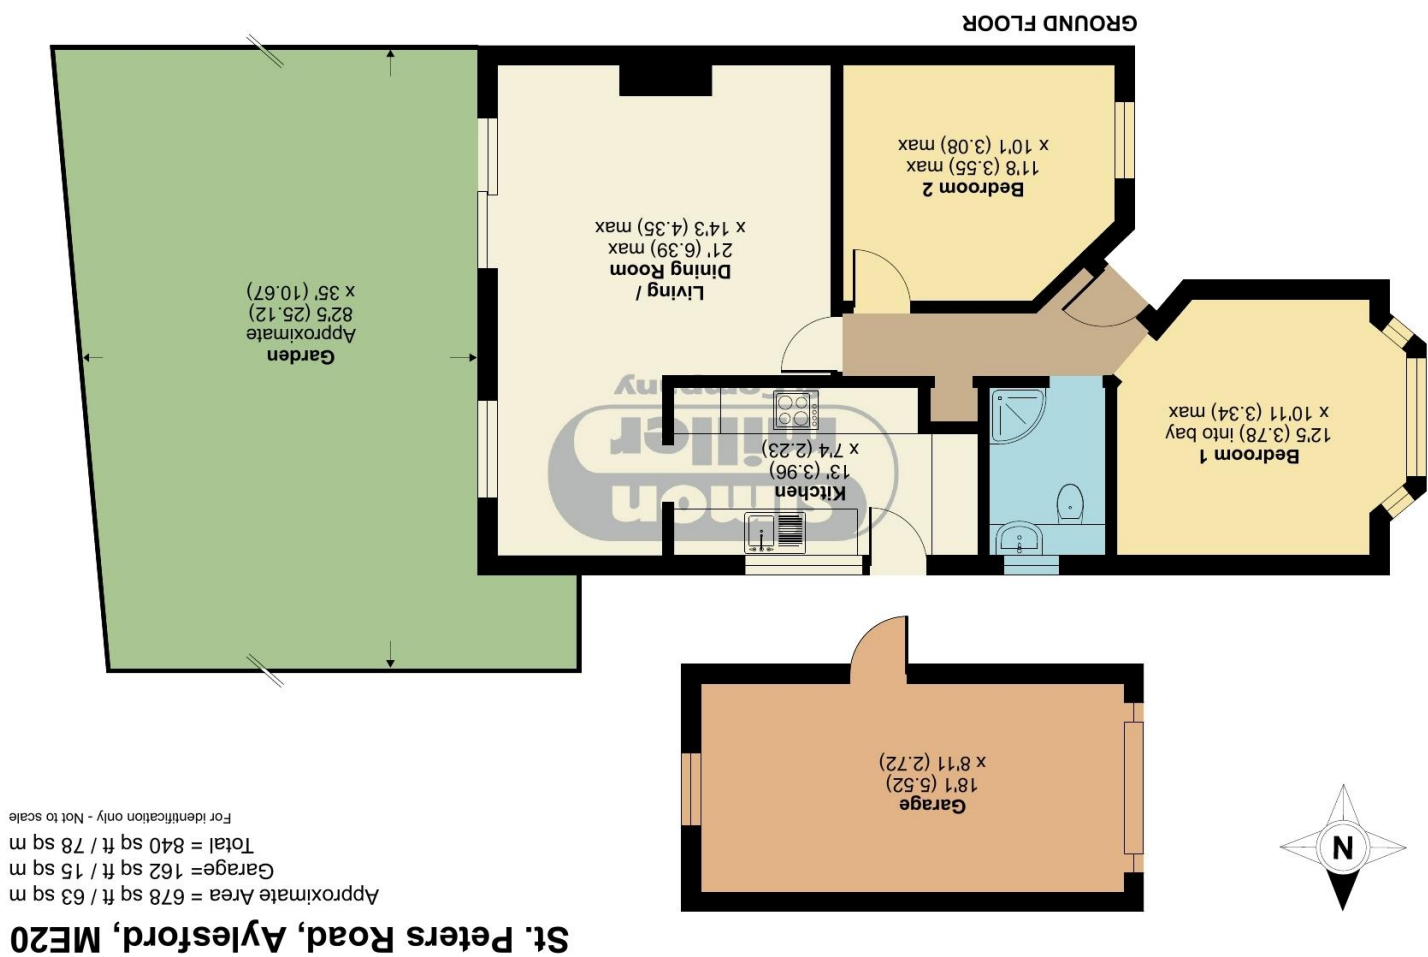 St. Peters Road, Aylesford, ME20
Approximate Area = 678 sq ft / 63 sq m
Garage= 162 sq ft / 15 sq m
Total = 840 sq ft / 78 sq m
For identification only - Not to scale
N
Garage
18'1 (5.52)
x 8'11 (2.72)
Bedroom 1
12'5 (3.78) into bay
x 10'11 (3.34) max
Kitchen
13' (3.96)
x 7'4 (2.23)
simon
miller
& Company
Garden
Approximate
82'5 (25.12)
x 35' (10.67)
Living /
Dining Room
21' (6.39) max
x 14'3 (4.35) max
Bedroom 2
11'8 (3.55) max
x 10'1 (3.08) max
GROUND FLOOR